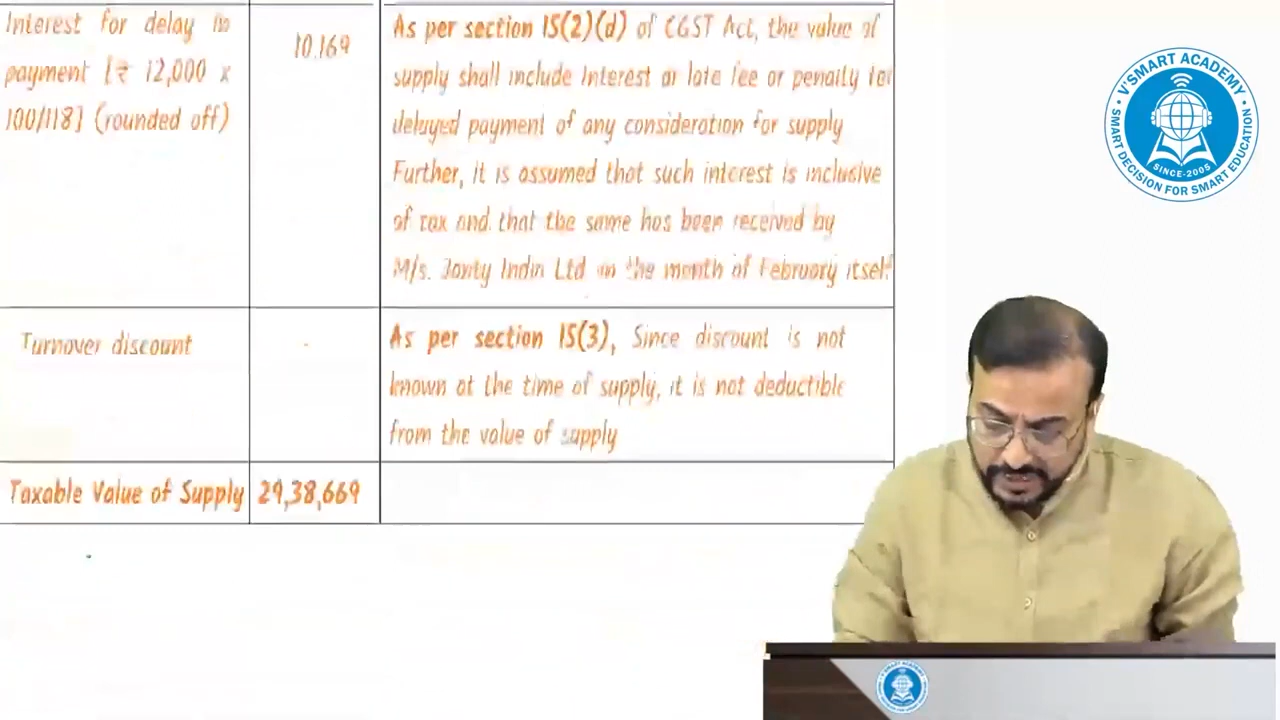 Interest for delay in
payment [₹ 12,000 x
100/118] (rounded off)
10,169
As per section 15(2)(d) of CGST Act, the value of
supply shall include interest or late fee or penalty for
delayed payment of any consideration for supply
Further, it is assumed that such interest is inclusive
of tax and that the same has been received by
M/s. Jonty India Ltd in the month of February itself
Turnover discount
-
As per section 15(3), Since discount is not
known at the time of supply, it is not deductible
from the value of supply
Taxable Value of Supply 29,38,669
V'SMART ACADEMY
SINCE-2005
SMART DECISION FOR SMART EDUCATION